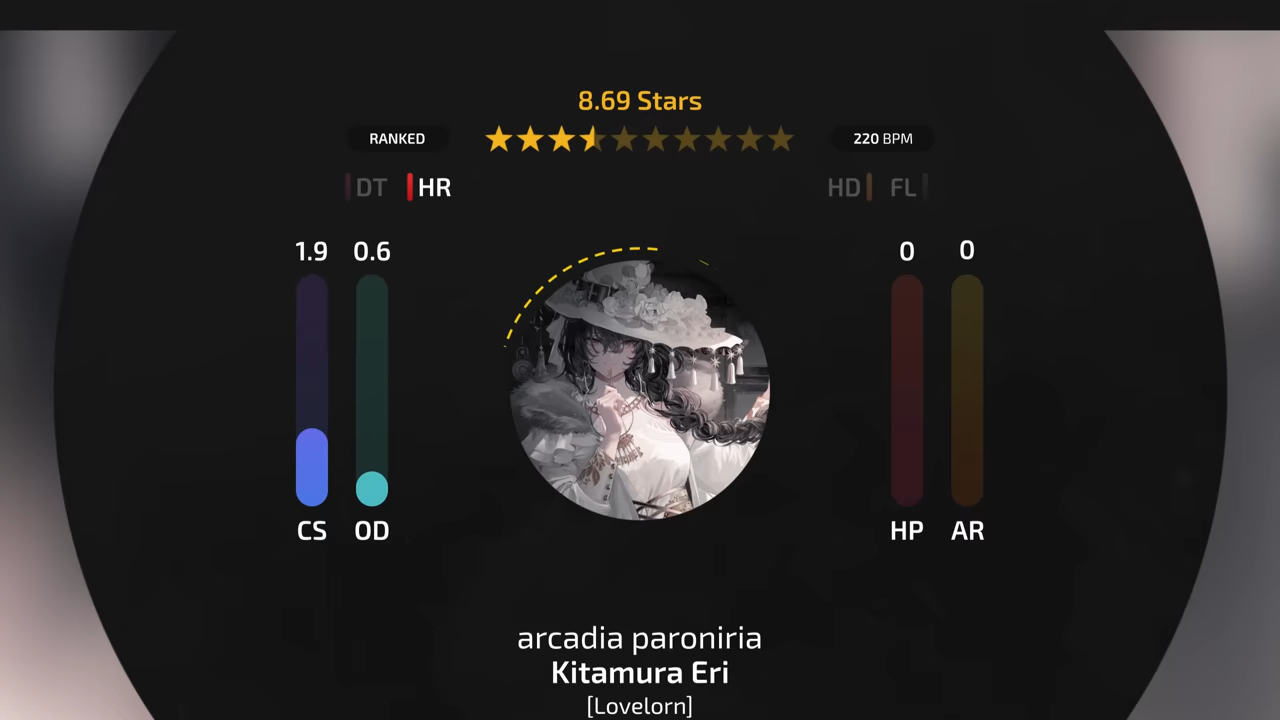 8.69 Stars
RANKED
220 BPM
DT HR
HD FL
1.9 0.6
0 0
CS OD
HP AR
arcadia paroniria
Kitamura Eri
[Lovelorn]